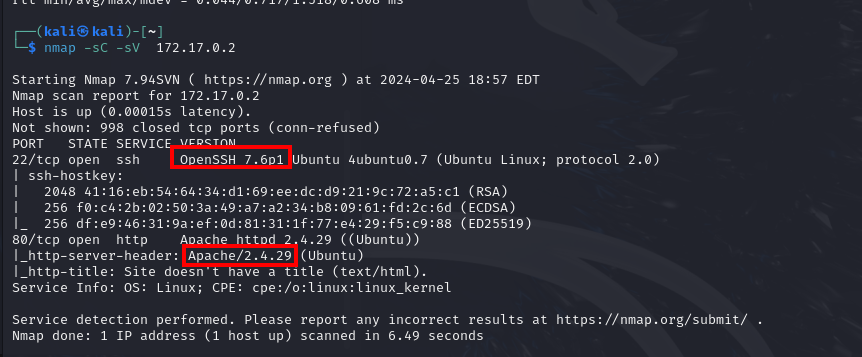 rtt min/avg/max/mdev = 0.044/0.717/1.518/0.608 ms
┌──(kali㉿kali)-[~]
└─$ nmap -sC -sV  172.17.0.2
Starting Nmap 7.94SVN ( https://nmap.org ) at 2024-04-25 18:57 EDT
Nmap scan report for 172.17.0.2
Host is up (0.00015s latency).
Not shown: 998 closed tcp ports (conn-refused)
PORT   STATE SERVICE VERSION
22/tcp open  ssh     OpenSSH 7.6p1 Ubuntu 4ubuntu0.7 (Ubuntu Linux; protocol 2.0)
| ssh-hostkey:
|   2048 41:16:eb:54:64:34:d1:69:ee:dc:d9:21:9c:72:a5:c1 (RSA)
|   256 f0:c4:2b:02:50:3a:49:a7:a2:34:b8:09:61:fd:2c:6d (ECDSA)
|_  256 df:e9:46:31:9a:ef:0d:81:31:1f:77:e4:29:f5:c9:88 (ED25519)
80/tcp open  http    Apache httpd 2.4.29 ((Ubuntu))
|_http-server-header: Apache/2.4.29 (Ubuntu)
|_http-title: Site doesn't have a title (text/html).
Service Info: OS: Linux; CPE: cpe:/o:linux:linux_kernel
Service detection performed. Please report any incorrect results at https://nmap.org/submit/ .
Nmap done: 1 IP address (1 host up) scanned in 6.49 seconds